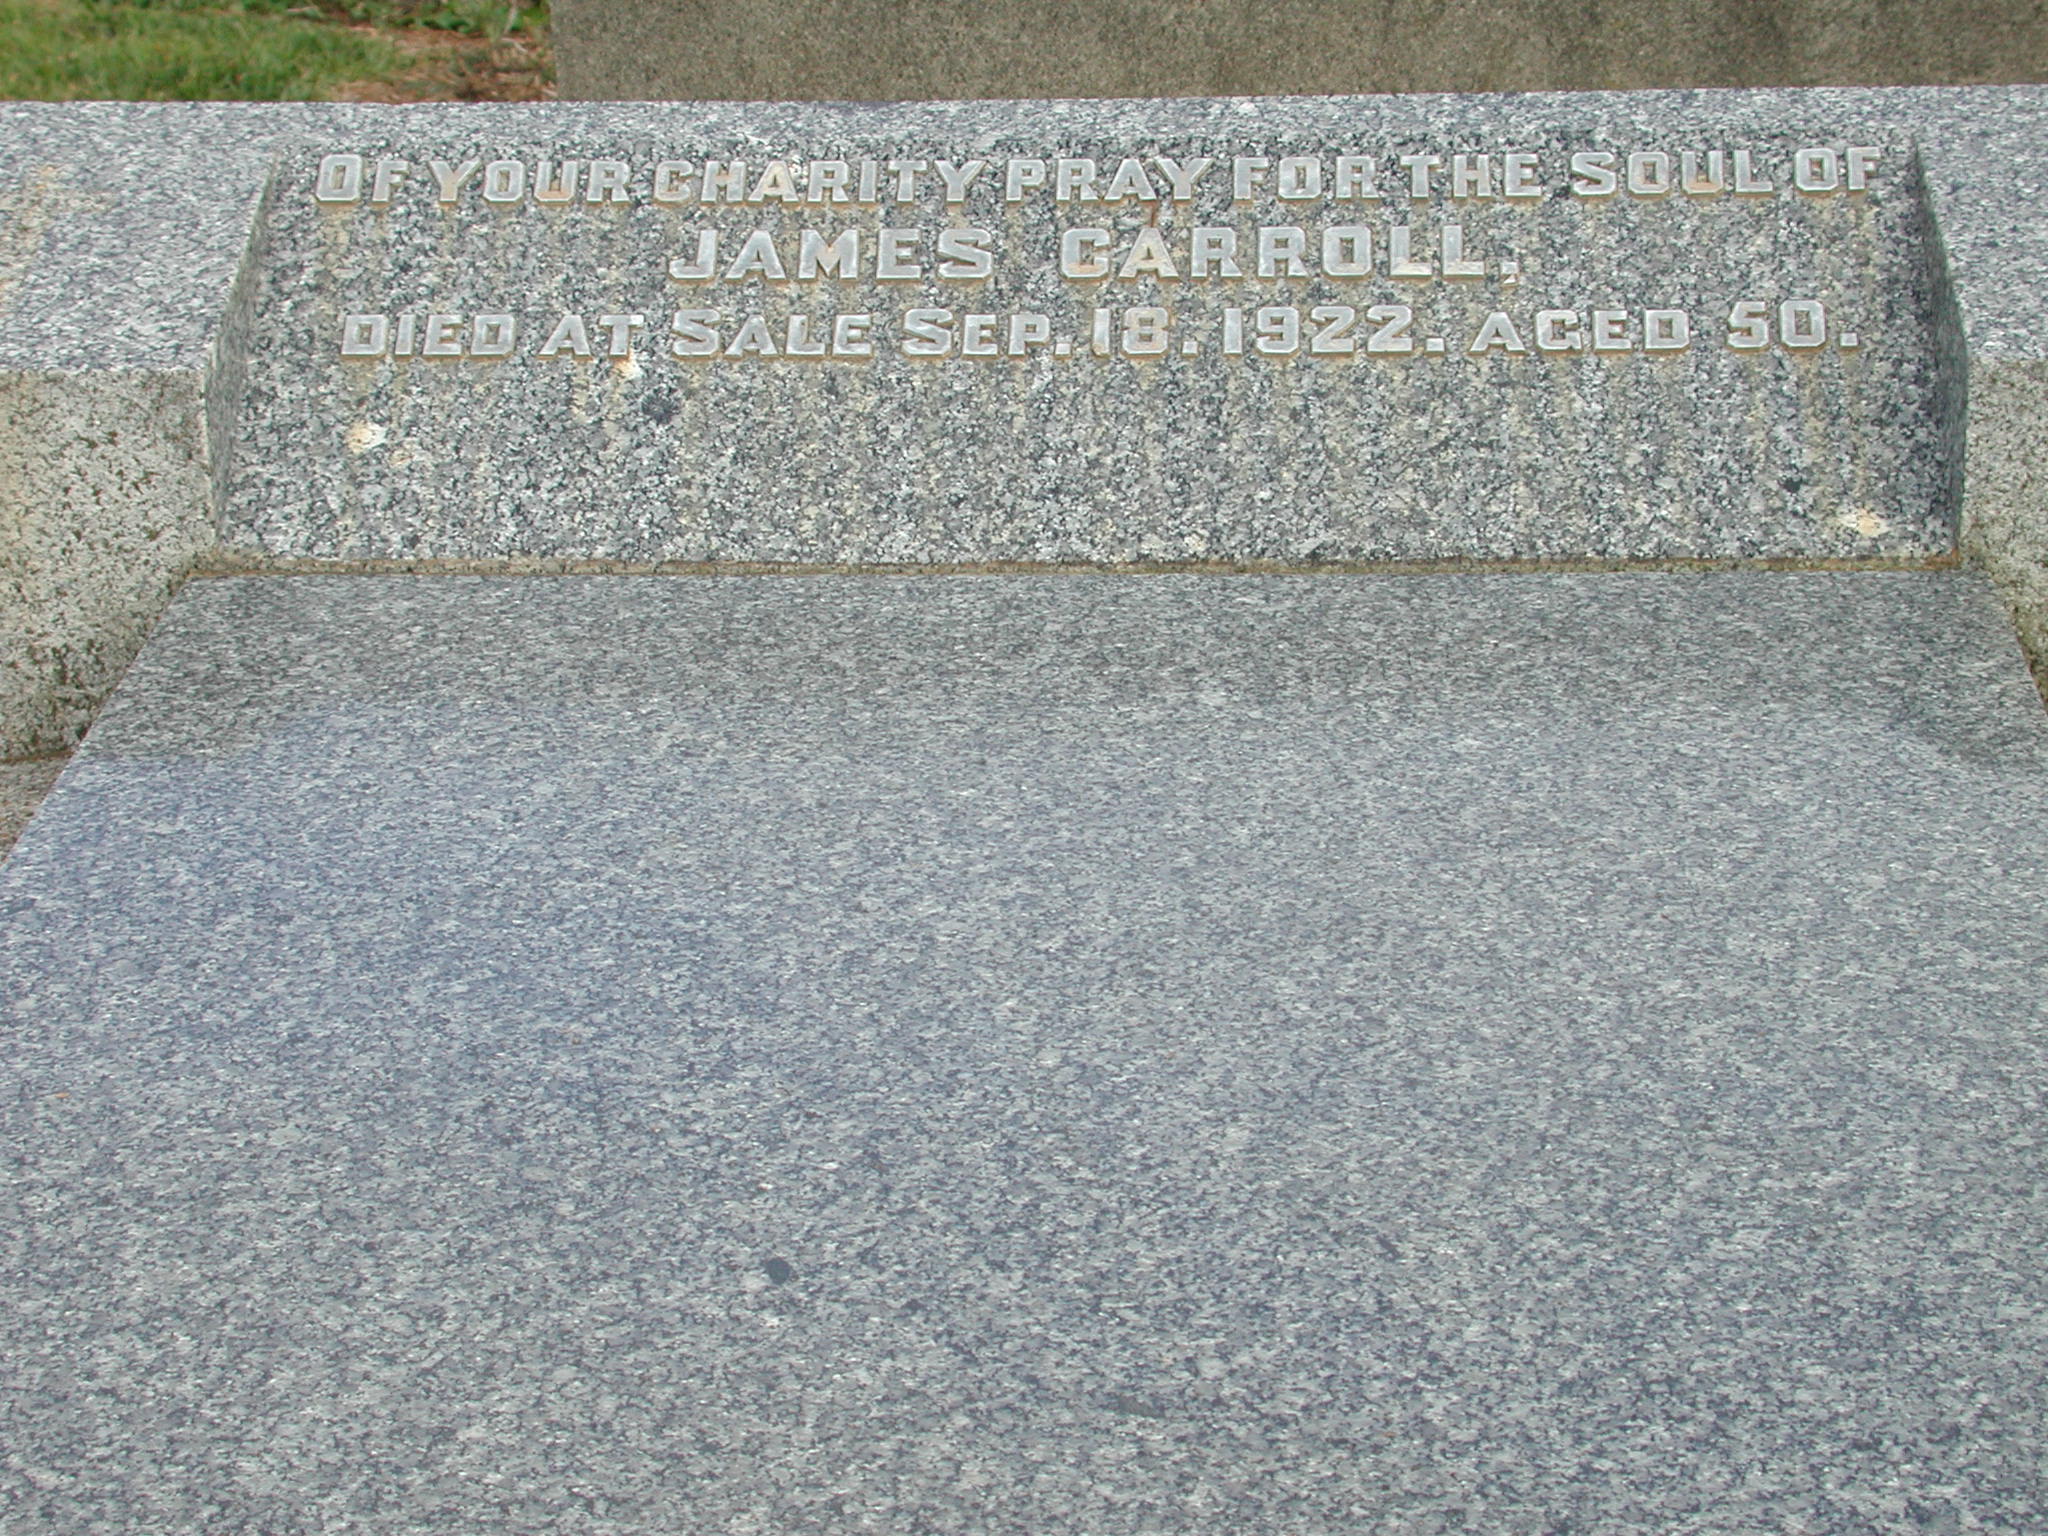 OF YOUR CHARITY PRAY FOR THE SOUL OF
JAMES CARROLL,
DIED AT SALE SEP. 18. 1922. AGED 50.